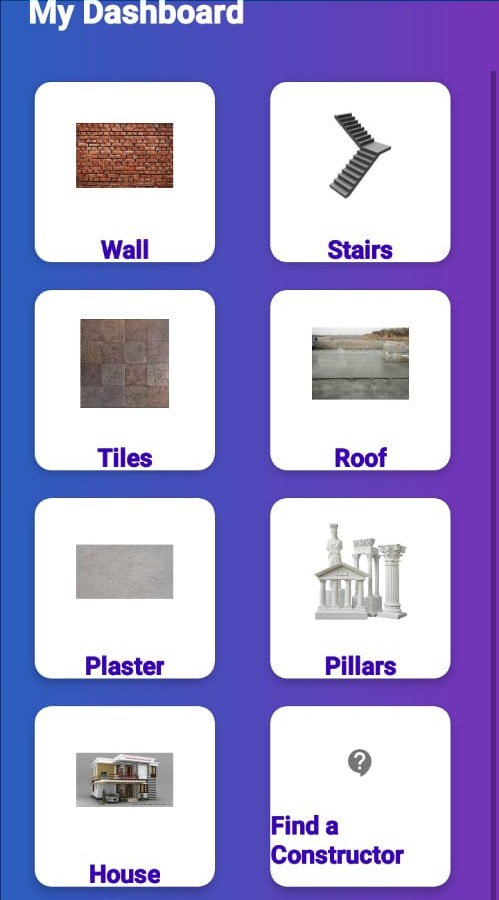 My Dashboard
Wall
Stairs
Tiles
Roof
Plaster
Pillars
House
Find a
Constructor